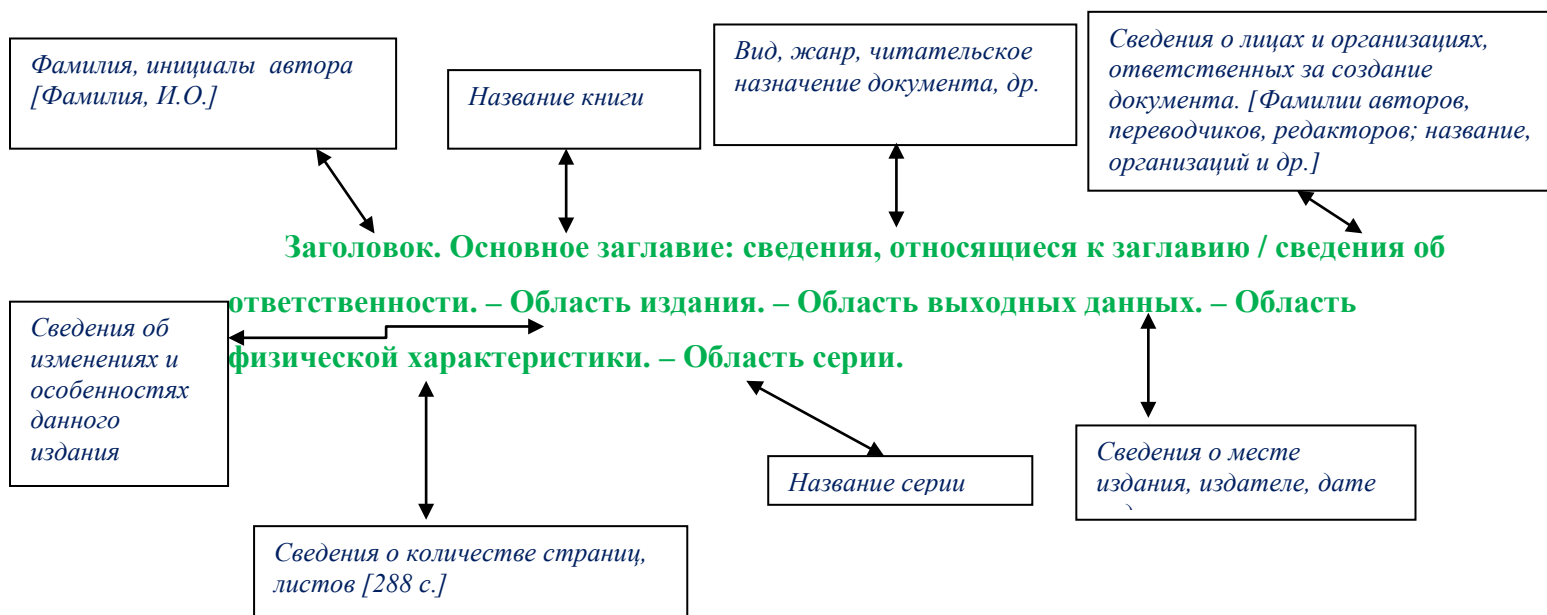 Фамилия, инициалы автора
[Фамилия, И.О.]
Название книги
Вид, жанр, читательское
назначение документа, др.
Сведения о лицах и организациях,
ответственных за создание
документа. [Фамилии авторов,
переводчиков, редакторов; название,
организаций и др.]
Заголовок. Основное заглавие: сведения, относящиеся к заглавию / сведения об
ответственности. – Область издания. – Область выходных данных. – Область
физической характеристики. – Область серии.
Сведения об
изменениях и
особенностях
данного
издания
Название серии
Сведения о месте
издания, издателе, дате
Сведения о количестве страниц,
листов [288 с.]